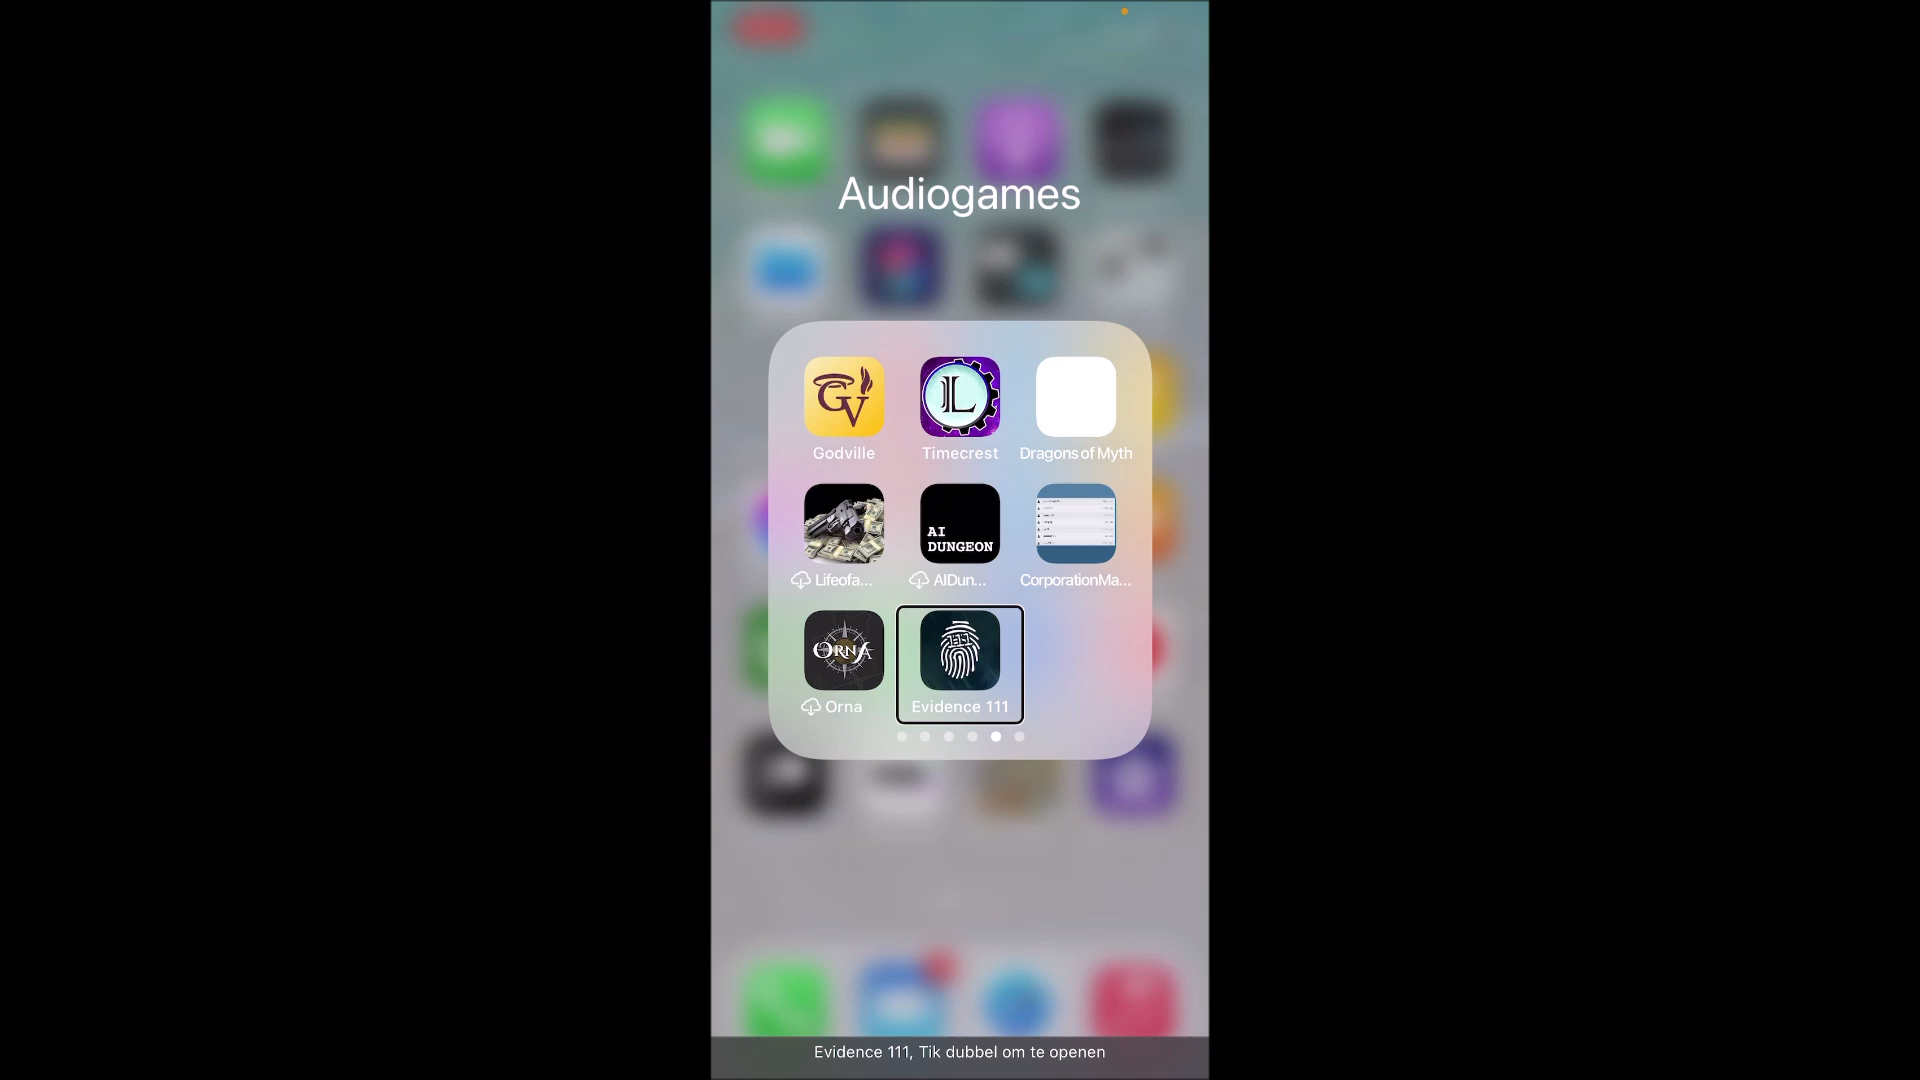 Audiogames
GV
L
Godville
Timecrest
Dragons of Myth
AI
DUNGEON
Lifeofa...
AIDun...
CorporationMa...
ORNA
111
Orna
Evidence 111
Evidence 111, Tik dubbel om te openen